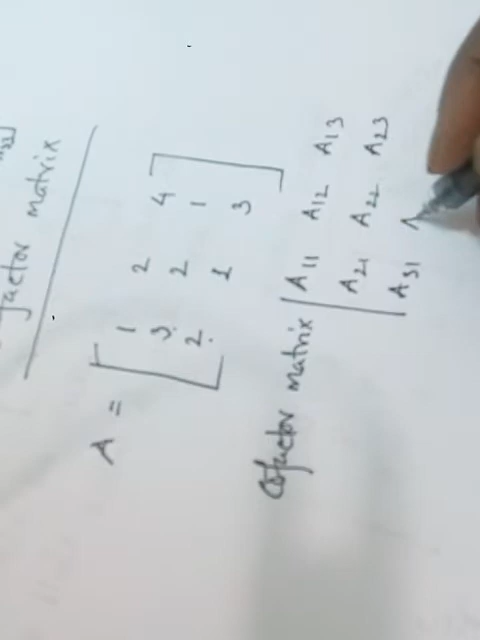 factor matrix
A = [ 1 2 4
3 2 1
2 1 3 ]
Cofactor matrix
A11 A12 A13
A21 A22 A23
A31